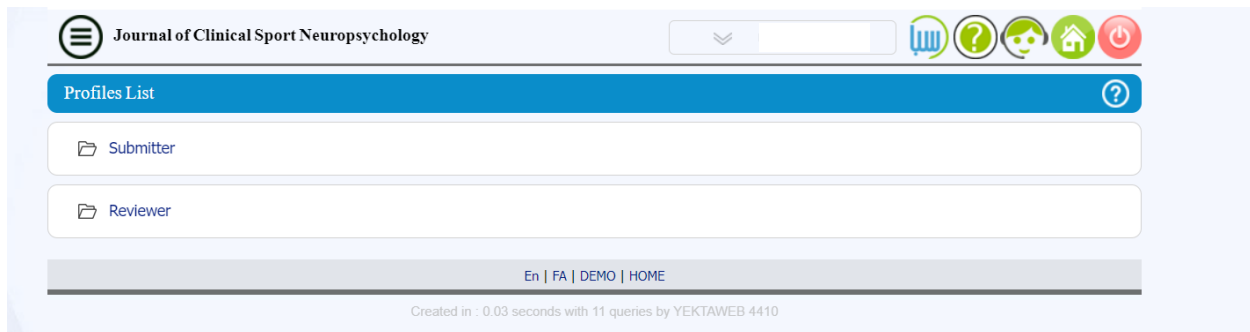 Journal of Clinical Sport Neuropsychology
Profiles List
Submitter
Reviewer
En | FA | DEMO | HOME
Created in : 0.03 seconds with 11 queries by YEKTAWEB 4410